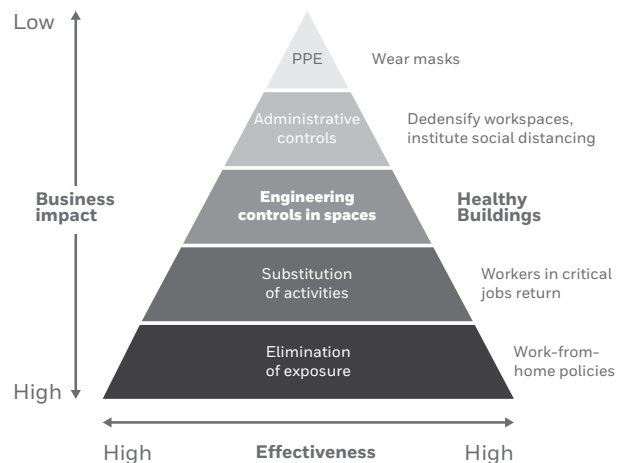 Low
PPE
Wear masks
Administrative
controls
Dedensify workspaces,
institute social distancing
Business
impact
Engineering
controls in spaces
Healthy
Buildings
Substitution
of activities
Workers in critical
jobs return
Elimination
of exposure
Work-from-
home policies
High
High
Effectiveness
High